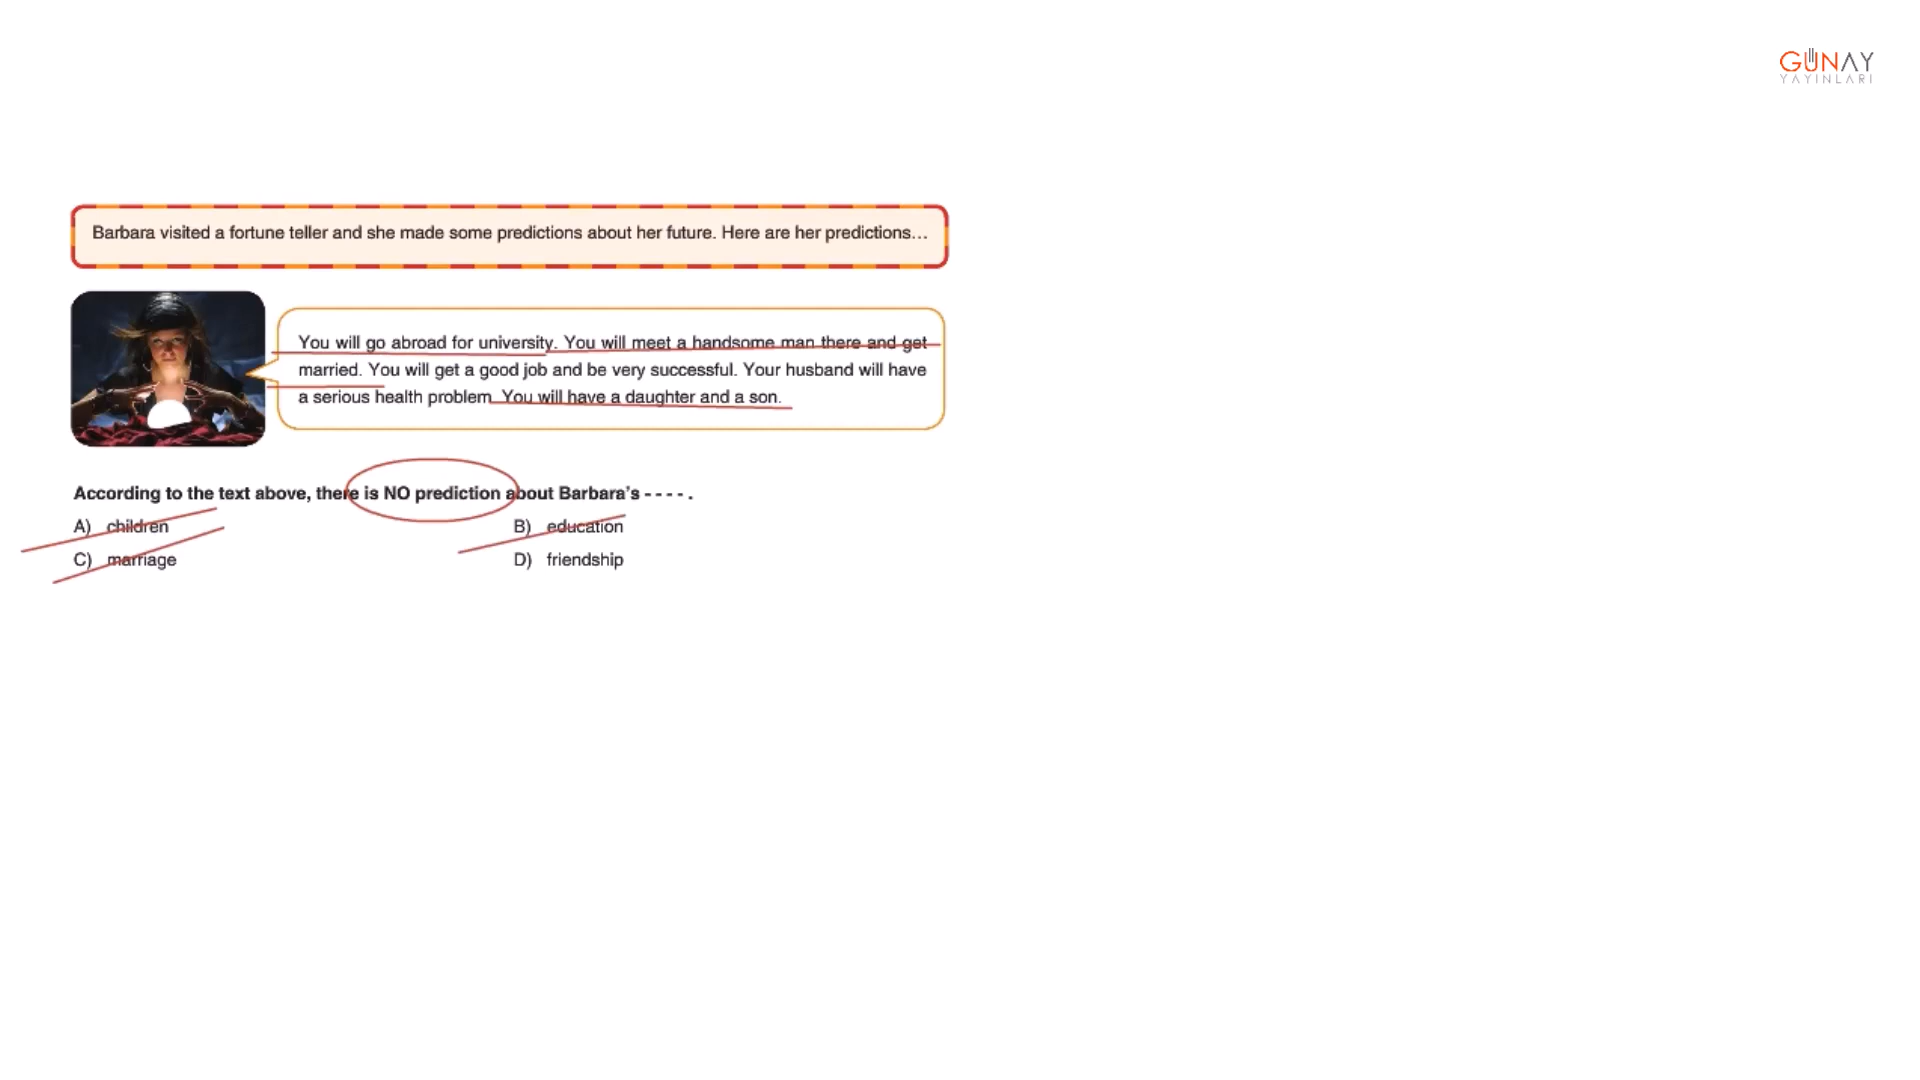 GÜNAY
YAYINLARI
Barbara visited a fortune teller and she made some predictions about her future. Here are her predictions...
You will go abroad for university. You will meet a handsome man there and get
married. You will get a good job and be very successful. Your husband will have
a serious health problem. You will have a daughter and a son.
According to the text above, there is NO prediction about Barbara's - - - - .
A) children
B) education
C) marriage
D) friendship